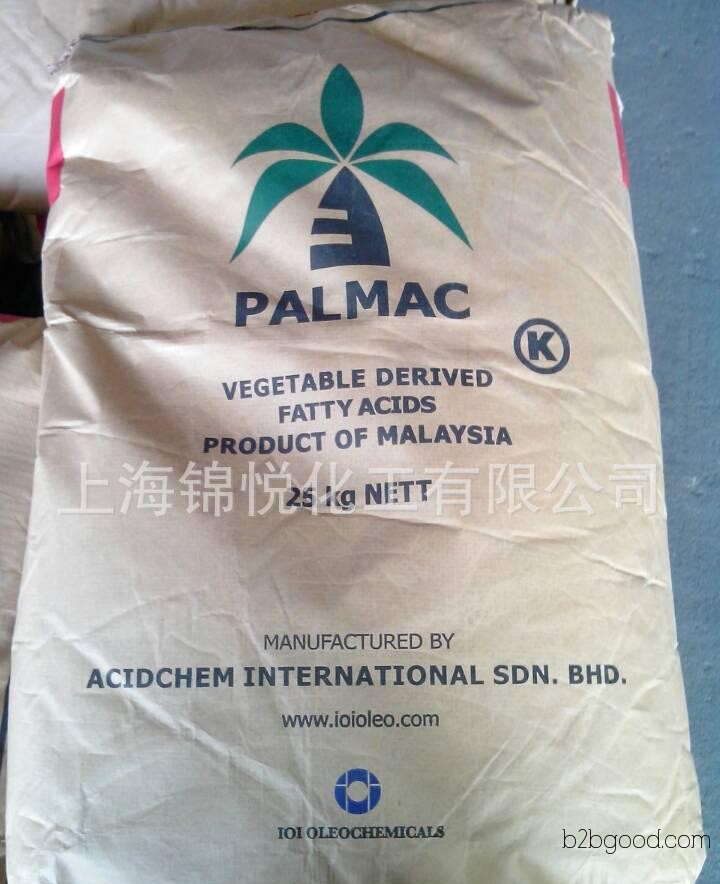 PALMAC
K
VEGETABLE DERIVED
FATTY ACIDS
PRODUCT OF MALAYSIA
25 kg NETT
上海锦悦化工有限公司
MANUFACTURED BY
ACIDCHEM INTERNATIONAL SDN. BHD.
www.ioioleo.com
IOI OLEOCHEMICALS
b2bgood.com